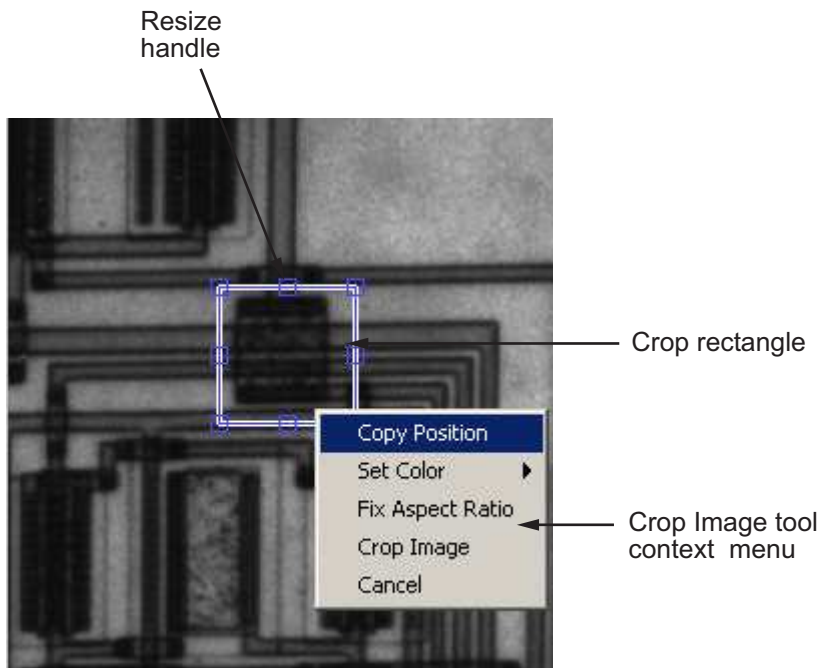 Resize
handle
Crop rectangle
Copy Position
Set Color
Fix Aspect Ratio
Crop Image
Cancel
Crop Image tool
context menu